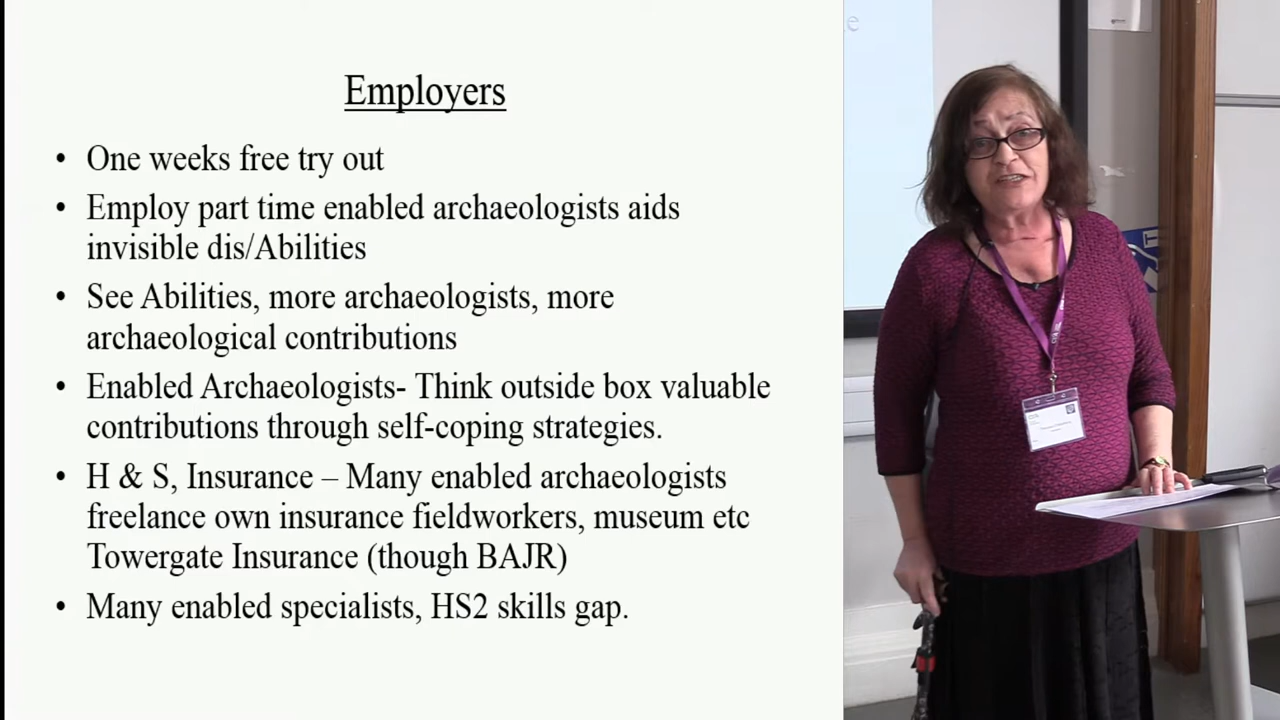 Employers
• One weeks free try out
• Employ part time enabled archaeologists aids
invisible dis/Abilities
• See Abilities, more archaeologists, more
archaeological contributions
• Enabled Archaeologists- Think outside box valuable
contributions through self-coping strategies.
• H & S, Insurance – Many enabled archaeologists
freelance own insurance fieldworkers, museum etc
Towergate Insurance (though BAJR)
• Many enabled specialists, HS2 skills gap.